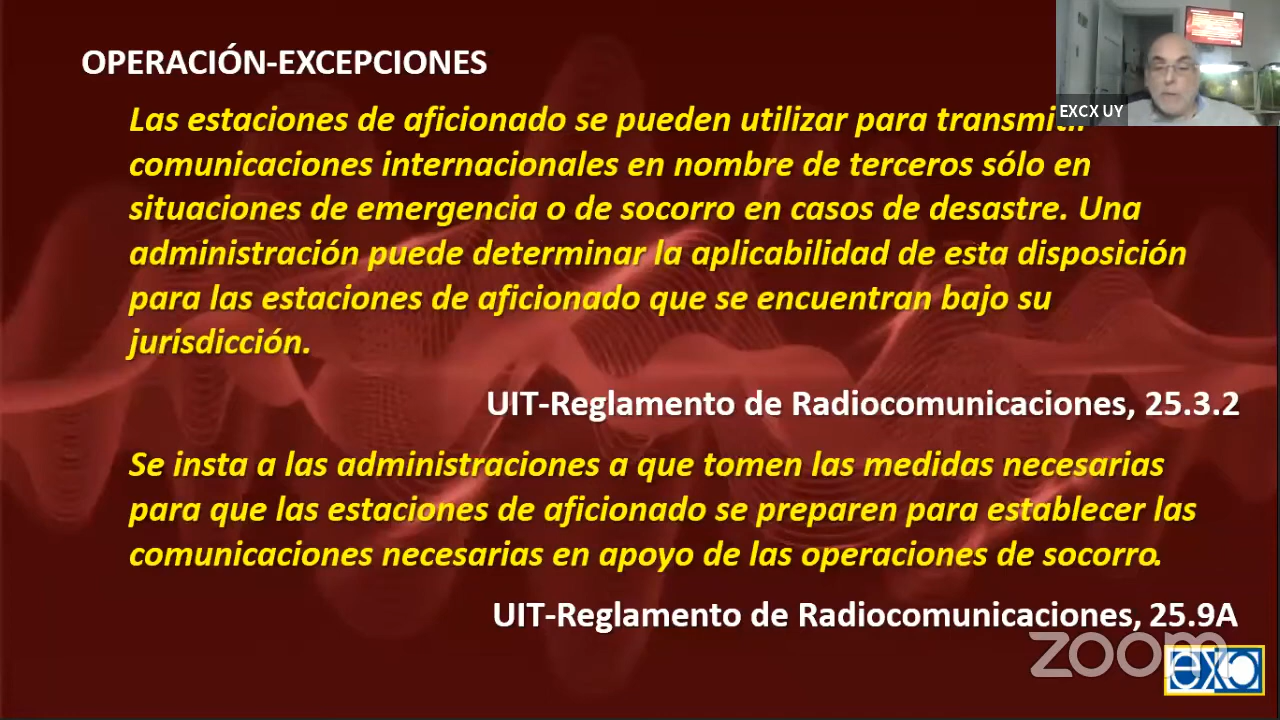 OPERACIÓN-EXCEPCIONES
Las estaciones de aficionado se pueden utilizar para
comunicaciones internacionales en nombre de terceros sólo en
situaciones de emergencia o de socorro en casos de desastre. Una
administración puede determinar la aplicabilidad de esta disposición
para las estaciones de aficionado que se encuentran bajo su
jurisdicción.
UIT-Reglamento de Radiocomunicaciones, 25.3.2
Se insta a las administraciones a que tomen las medidas necesarias
para que las estaciones de aficionado se preparen para establecer las
comunicaciones necesarias en apoyo de las operaciones de socorro.
UIT-Reglamento de Radiocomunicaciones, 25.9A
EXCX UY
zoom
exo